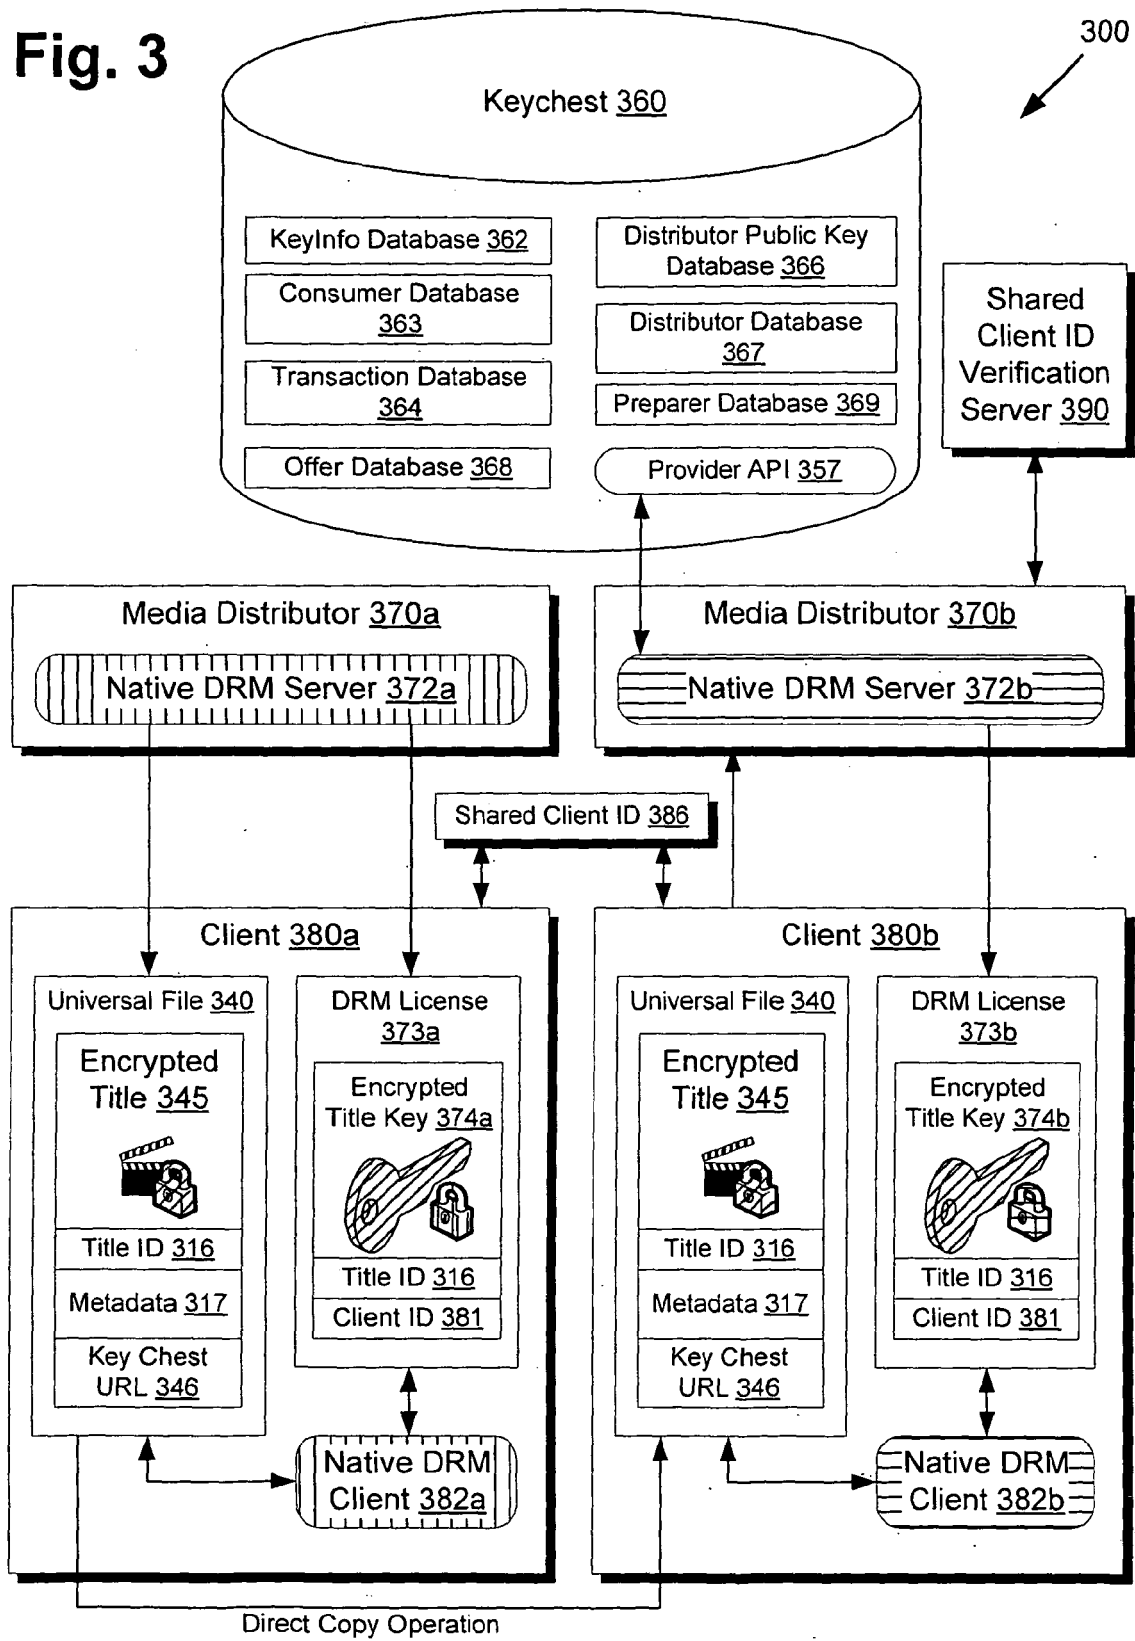 Fig. 3
300
Keychest 360
KeyInfo Database 362
Consumer Database
363
Transaction Database
364
Offer Database 368
Distributor Public Key
Database 366
Distributor Database
367
Preparer Database 369
Provider API 357
Shared
Client ID
Verification
Server 390
Media Distributor 370a
Native DRM Server 372a
Media Distributor 370b
Native DRM Server 372b
Shared Client ID 386
Client 380a
Universal File 340
Encrypted
Title 345
Title ID 316
Metadata 317
Key Chest
URL 346
DRM License
373a
Encrypted
Title Key 374a
Title ID 316
Client ID 381
Native DRM
Client 382a
Client 380b
Universal File 340
Encrypted
Title 345
Title ID 316
Metadata 317
Key Chest
URL 346
DRM License
373b
Encrypted
Title Key 374b
Title ID 316
Client ID 381
Native DRM
Client 382b
Direct Copy Operation